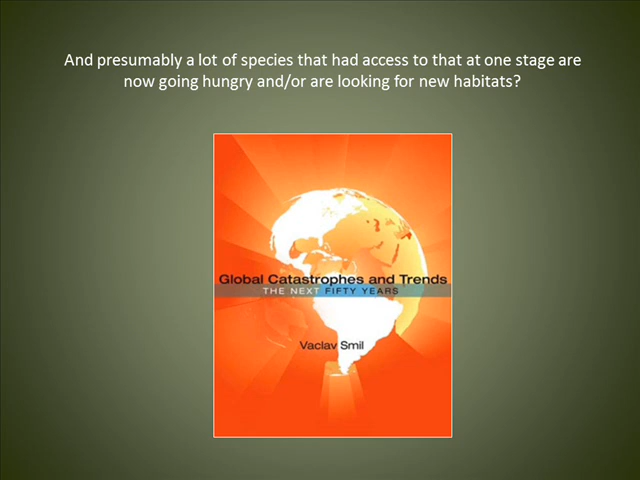 And presumably a lot of species that had access to that at one stage are
now going hungry and/or are looking for new habitats?
Global Catastrophes and Trends
THE NEXT FIFTY YEARS
Vaclav Smil